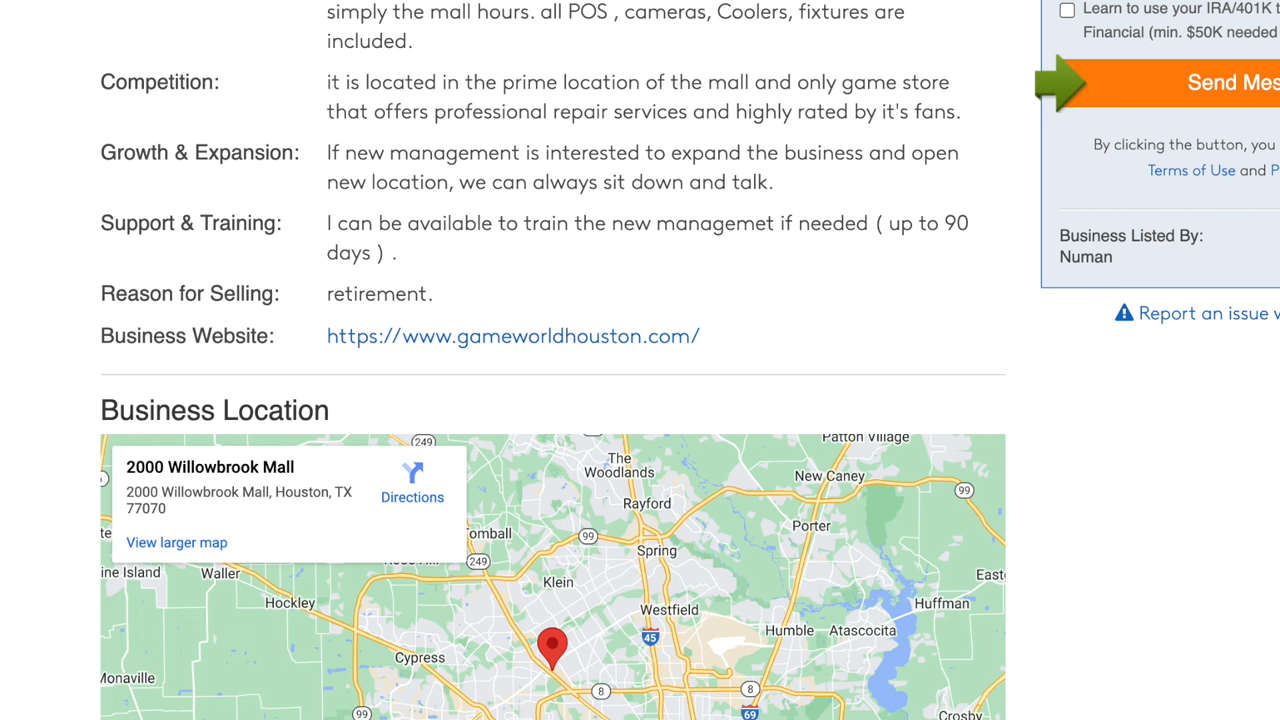 simply the mall hours. all POS , cameras, Coolers, fixtures are
included.
Competition: it is located in the prime location of the mall and only game store
that offers professional repair services and highly rated by it's fans.
Growth & Expansion: If new management is interested to expand the business and open
new location, we can always sit down and talk.
Support & Training: I can be available to train the new managemet if needed ( up to 90
days ) .
Reason for Selling: retirement.
Business Website: https://www.gameworldhouston.com/
Learn to use your IRA/401K
Financial (min. $50K needed
Send Mes
By clicking the button, you
Terms of Use and P
Business Listed By:
Numan
Report an issue
Business Location
2000 Willowbrook Mall
2000 Willowbrook Mall, Houston, TX
77070
Directions
View larger map
249
Patton Village
The
Woodlands
New Caney
99
Rayford
Porter
omball
99
Spring
249
ine Island
Waller
Klein
East
Hockley
Westfield
Huffman
45
Humble
Atascocita
Cypress
Monaville
8
8
99
69
Crosby